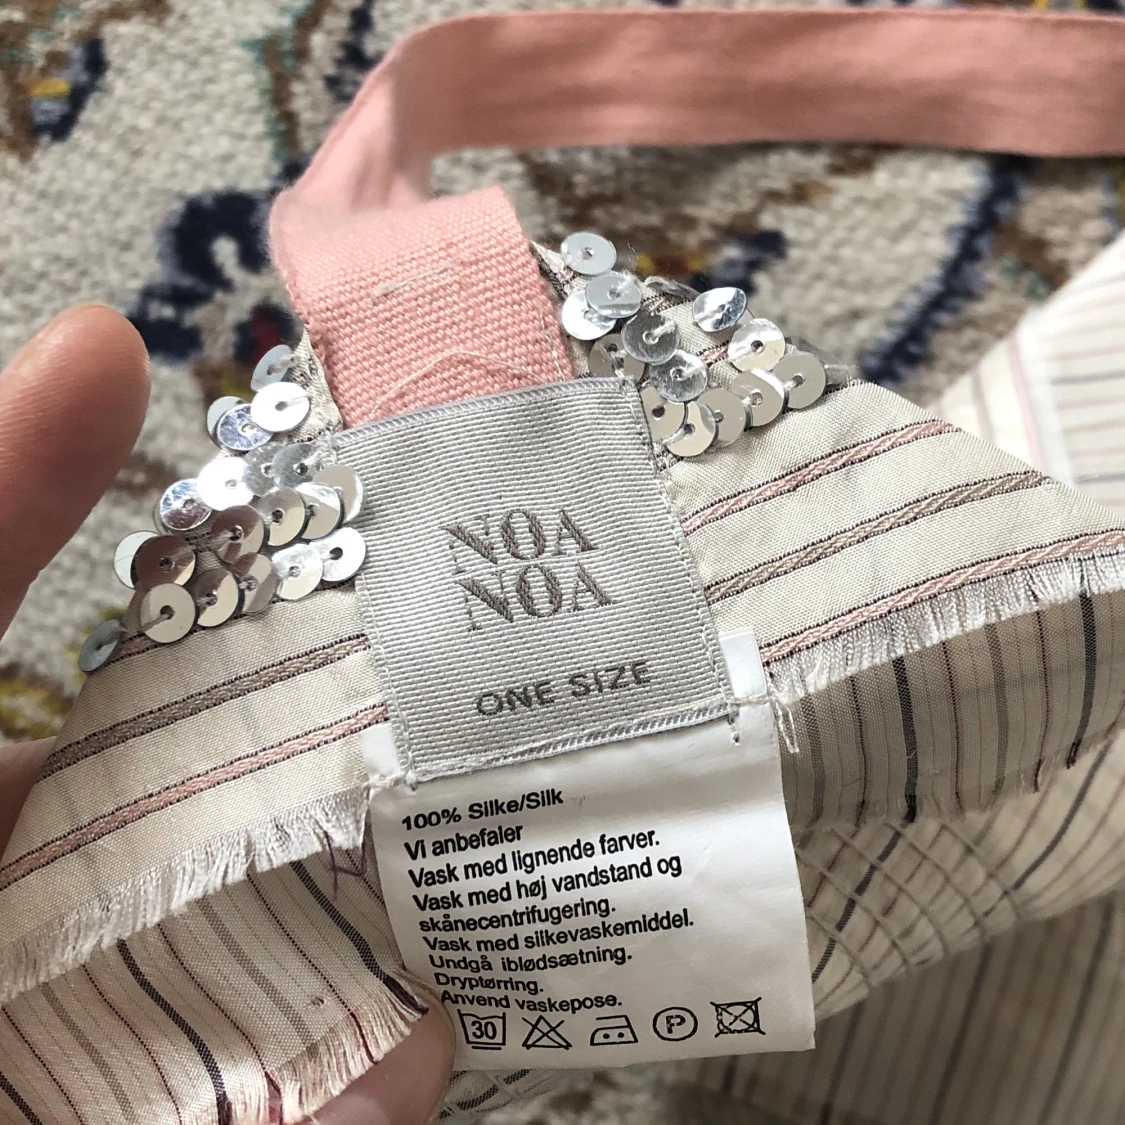 NOA
NOA
ONE SIZE
100% Silke/Silk
Vi anbefaler
Vask med lignende farver.
Vask med høj vandstand og
skånecentrifugering.
Vask med silkevaskemiddel.
Undgå iblødsætning.
Dryptørring.
Anvend vaskepose.
30 P